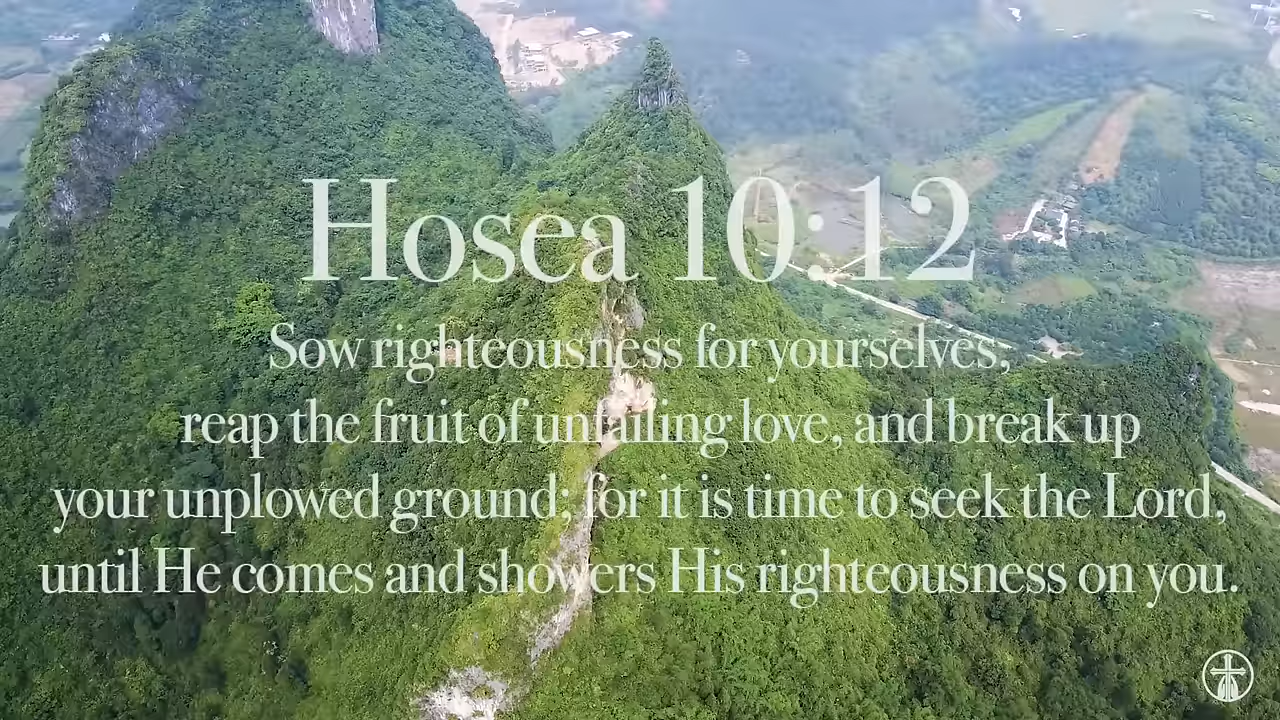 Hosea 10:12
Sow righteousness for yourselves,
reap the fruit of unfailing love, and break up
your unplowed ground; for it is time to seek the Lord,
until He comes and showers His righteousness on you.